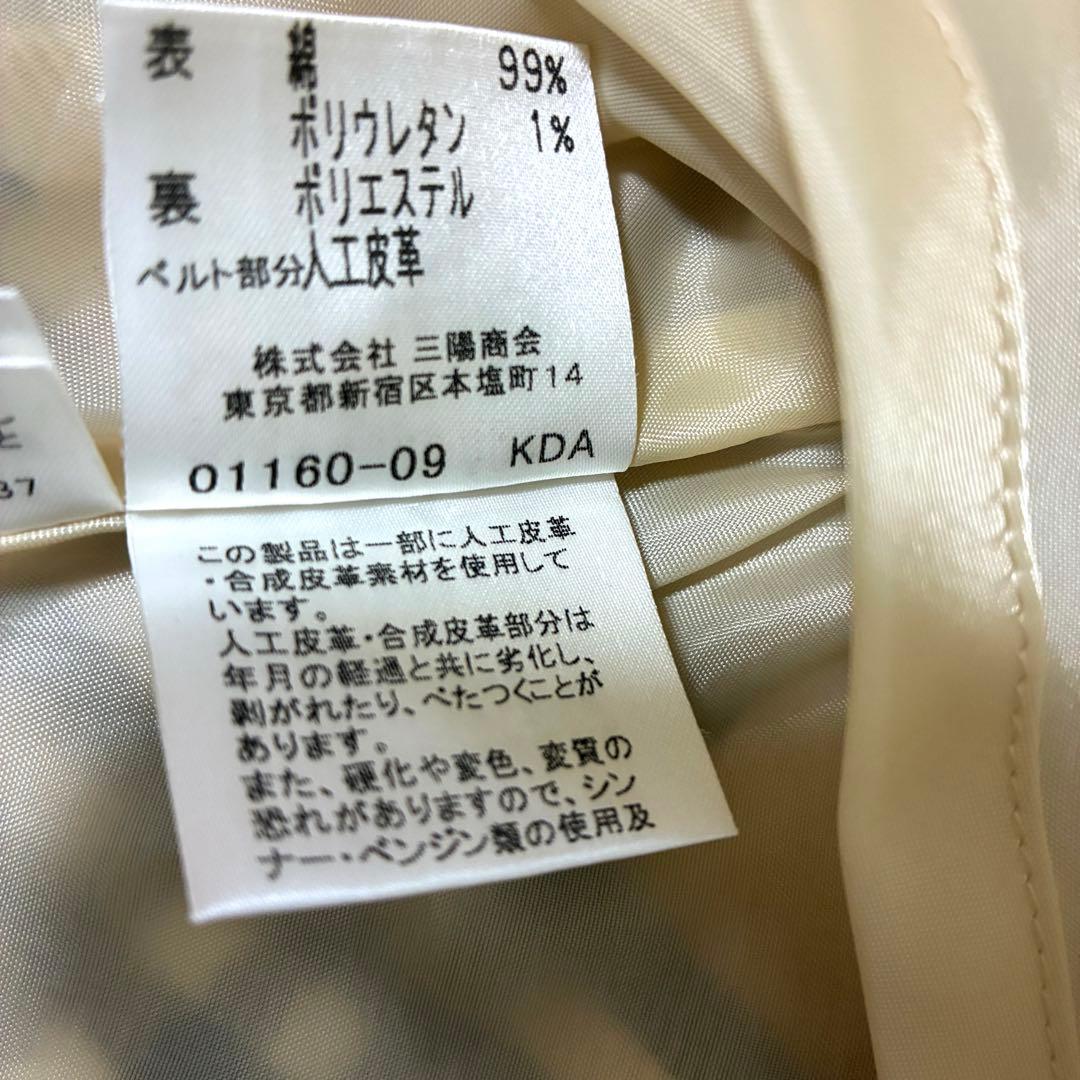 表 綿 99%
ポリウレタン 1%
裏 ポリエステル
ベルト部分人工皮革
株式会社 三陽商会
東京都新宿区本塩町14
01160-09 KDA
この製品は一部に人工皮革
・合成皮革素材を使用して
います。
人工皮革・合成皮革部分は
年月の経過と共に劣化し、
剥がれたり、べたつくことが
あります。
また、硬化や変色、変質の
恐れがありますので、シン
ナー・ベンジン類の使用及
37